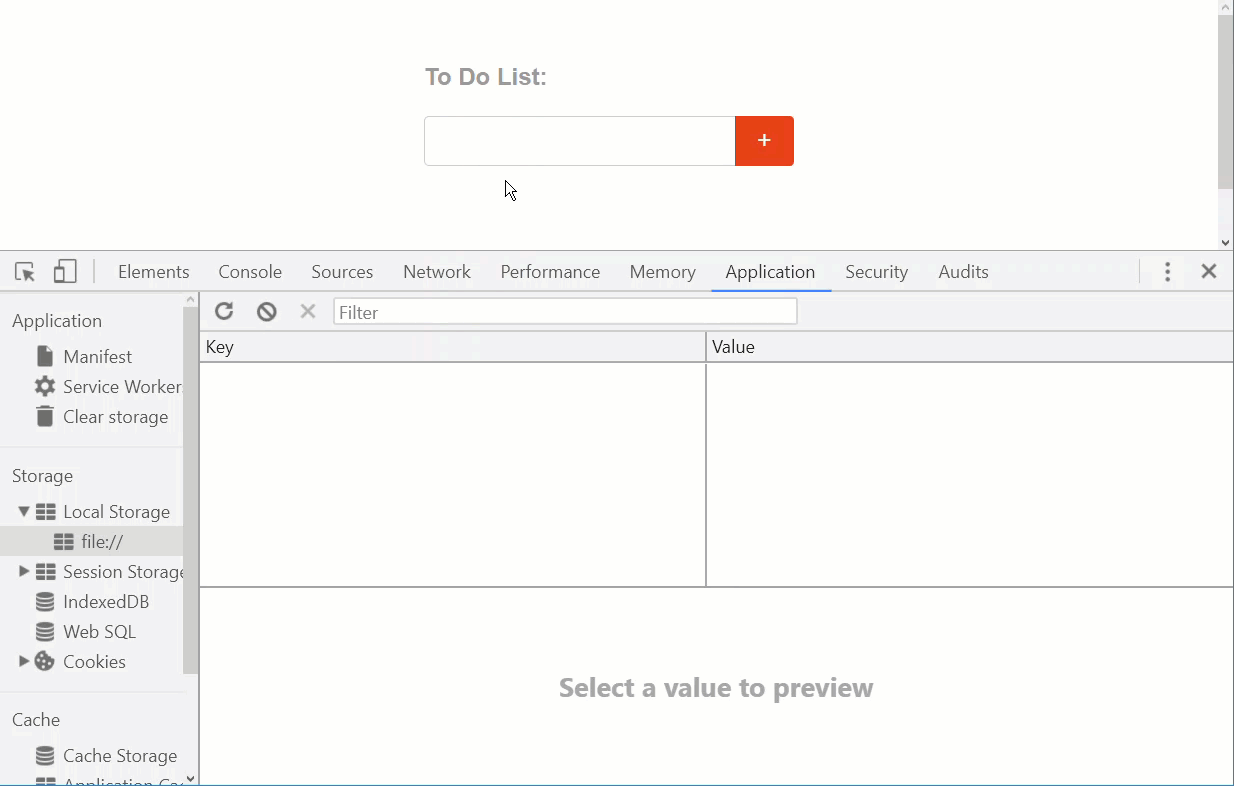 To Do List:
+
Elements Console Sources Network Performance Memory Application Security Audits
Application
Filter
Key Value
Manifest
Service Worker
Clear storage
Storage
Local Storage
file://
Session Storage
IndexedDB
Web SQL
Cookies
Select a value to preview
Cache
Cache Storage
Application Ca